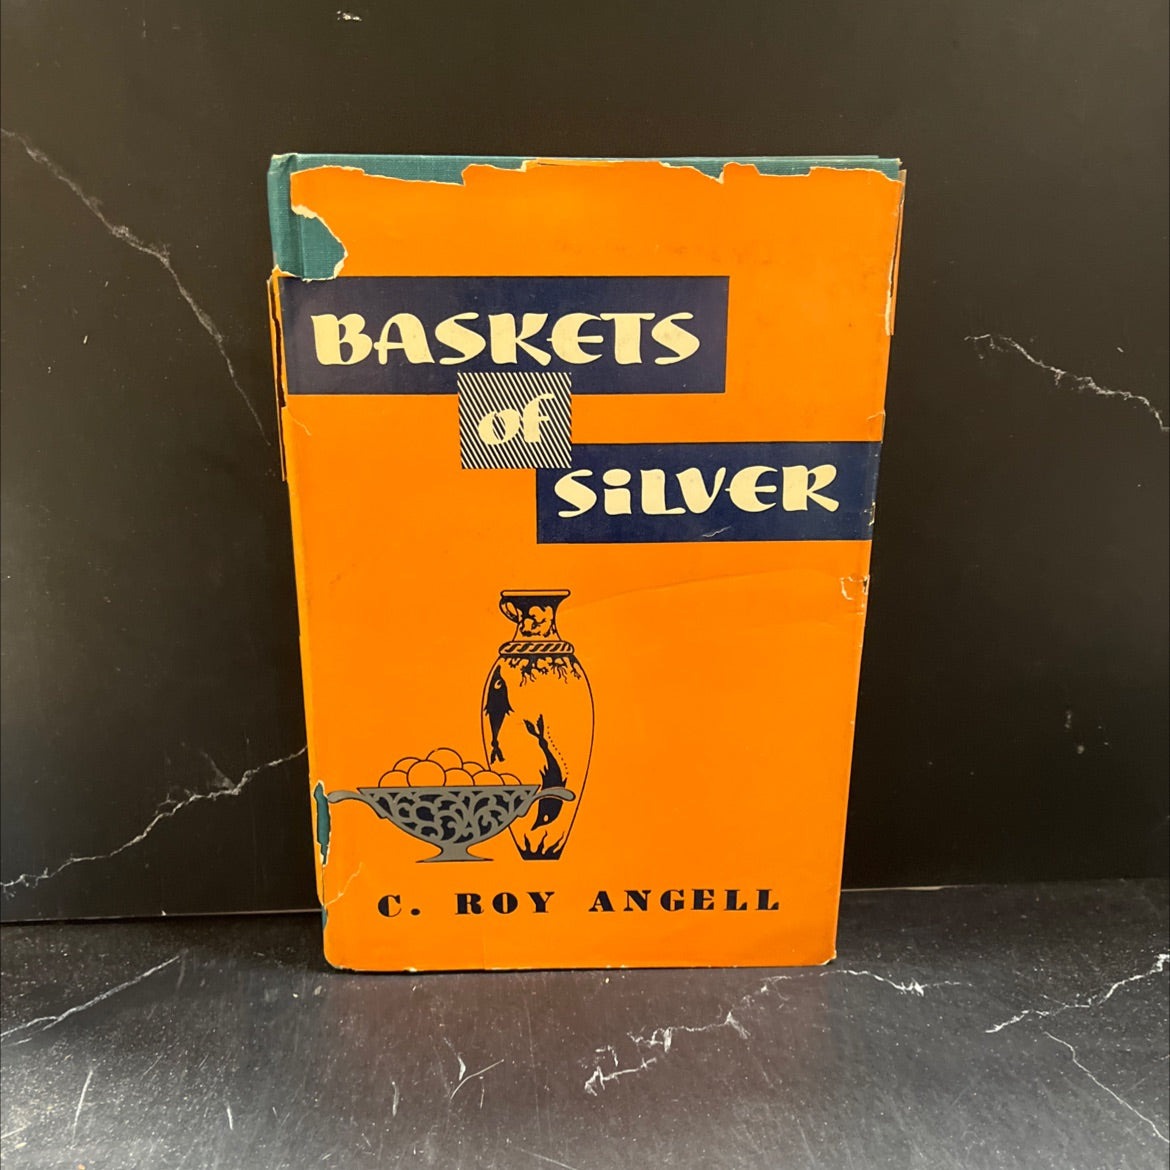 BASKETS
of
SiLVER
C. ROY ANGELL